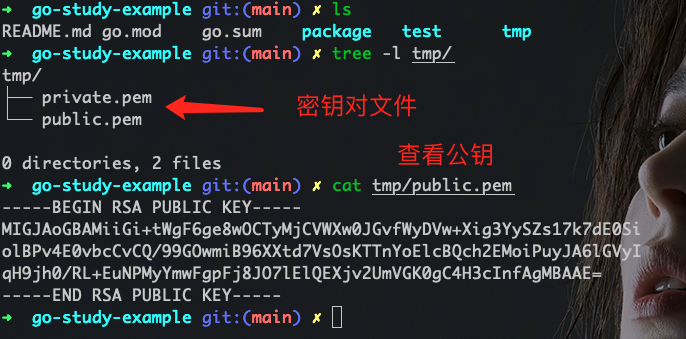 ➜  go-study-example git:(main) ✗ ls
README.md go.mod    go.sum    package   test      tmp
➜  go-study-example git:(main) ✗ tree -l tmp/
tmp/
├── private.pem
└── public.pem
密钥对文件
0 directories, 2 files
查看公钥
➜  go-study-example git:(main) ✗ cat tmp/public.pem
-----BEGIN RSA PUBLIC KEY-----
MIGJAoGBAMiiGi+tWgF6ge8wOCTyMjCVWXw0JGvfWyDVw+Xig3YySZs17k7dE0Si
olBPv4E0vbcCvCQ/99GOwmiB96XXtd7VsOsKTTnYoElcBQch2EMoiPuyJA6lGVyI
qH9jh0/RL+EuNPMyYmwFgpFj8JO7lElQEXjv2UmVGK0gC4H3cInfAgMBAAE=
-----END RSA PUBLIC KEY-----
➜  go-study-example git:(main) ✗